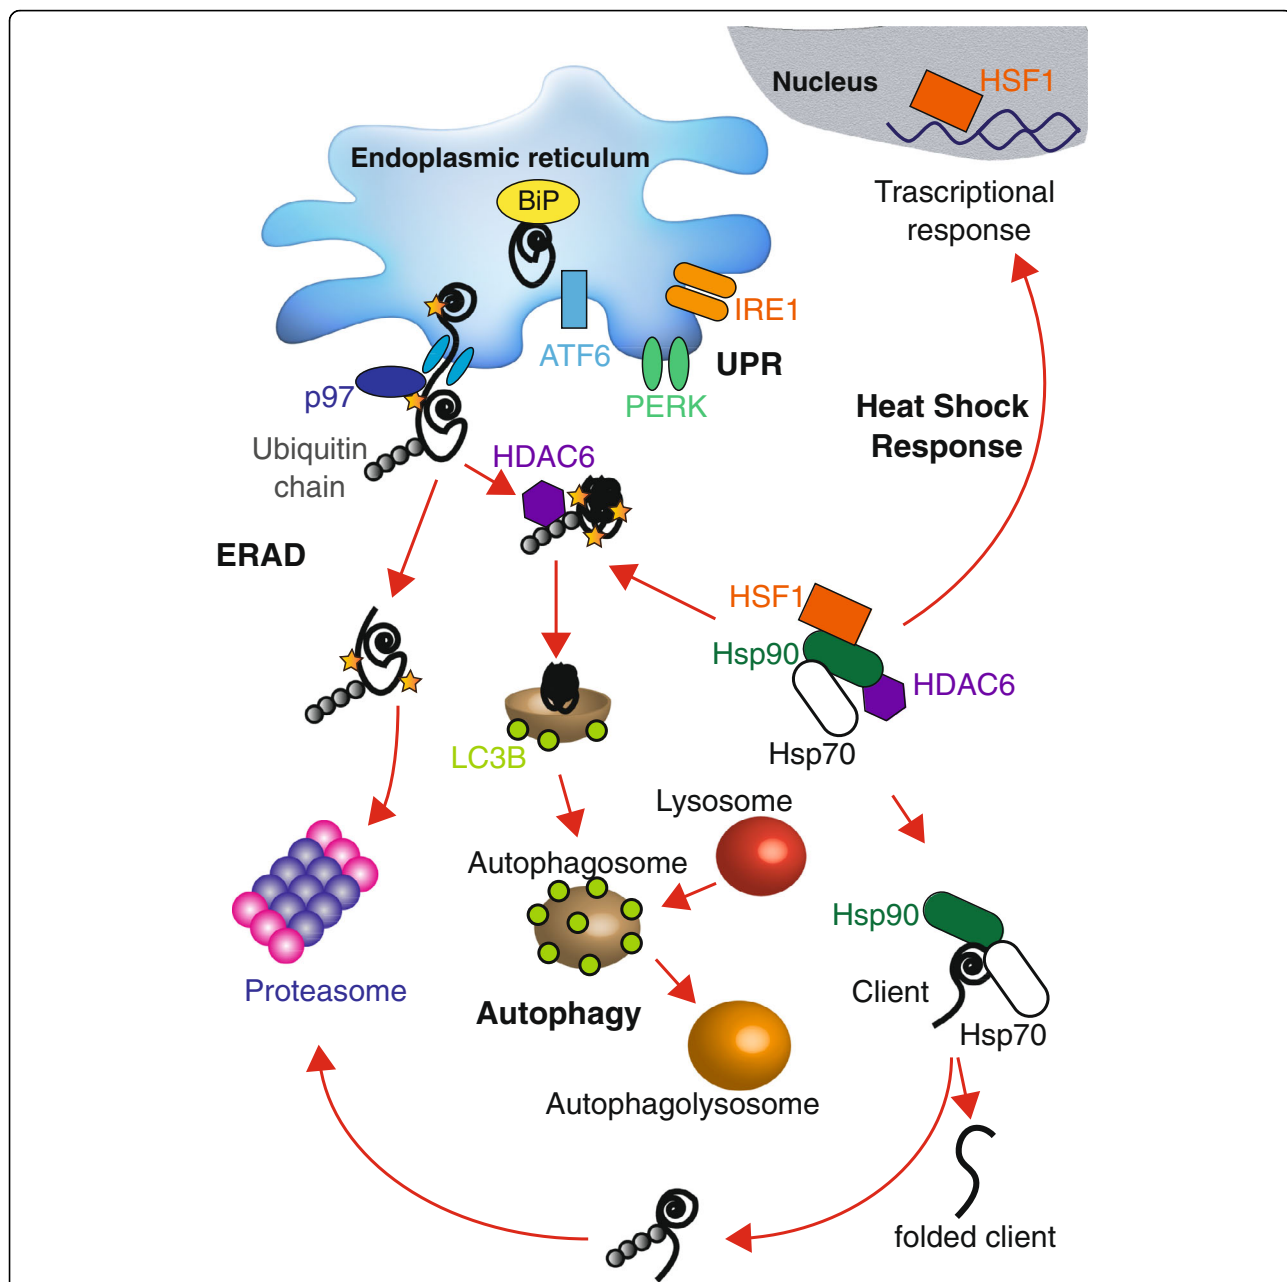 Nucleus
HSF1
Endoplasmic reticulum
BiP
Trascriptional
response
IRE1
ATF6
UPR
PERK
p97
Heat Shock
Response
Ubiquitin
chain
HDAC6
ERAD
HSF1
Hsp90
HDAC6
Hsp70
LC3B
Lysosome
Autophagosome
Hsp90
Client
Hsp70
Proteasome
Autophagy
Autophagolysosome
folded client